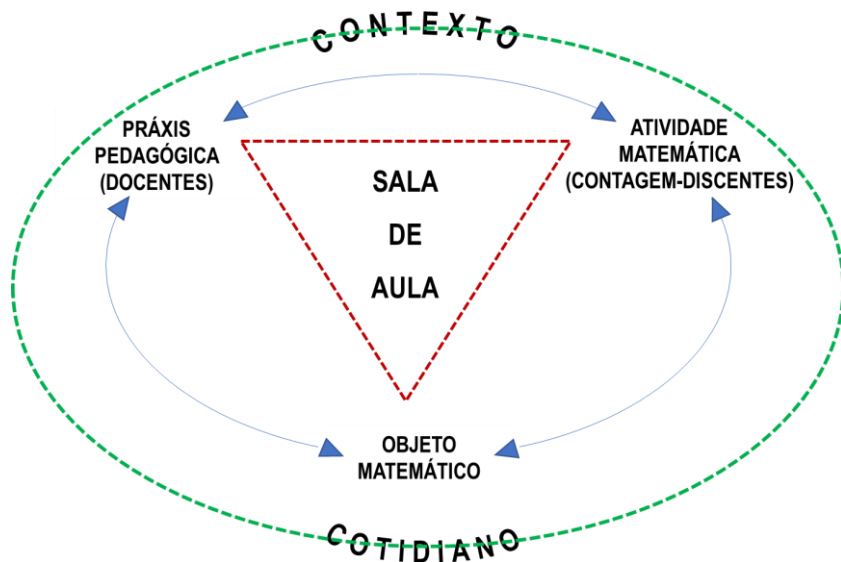 CONTEXTO
PRÁXIS
PEDAGÓGICA
(DOCENTES)
ATIVIDADE
MATEMÁTICA
(CONTAGEM-DISCENTES)
SALA
DE
AULA
OBJETO
MATEMÁTICO
COTIDIANO